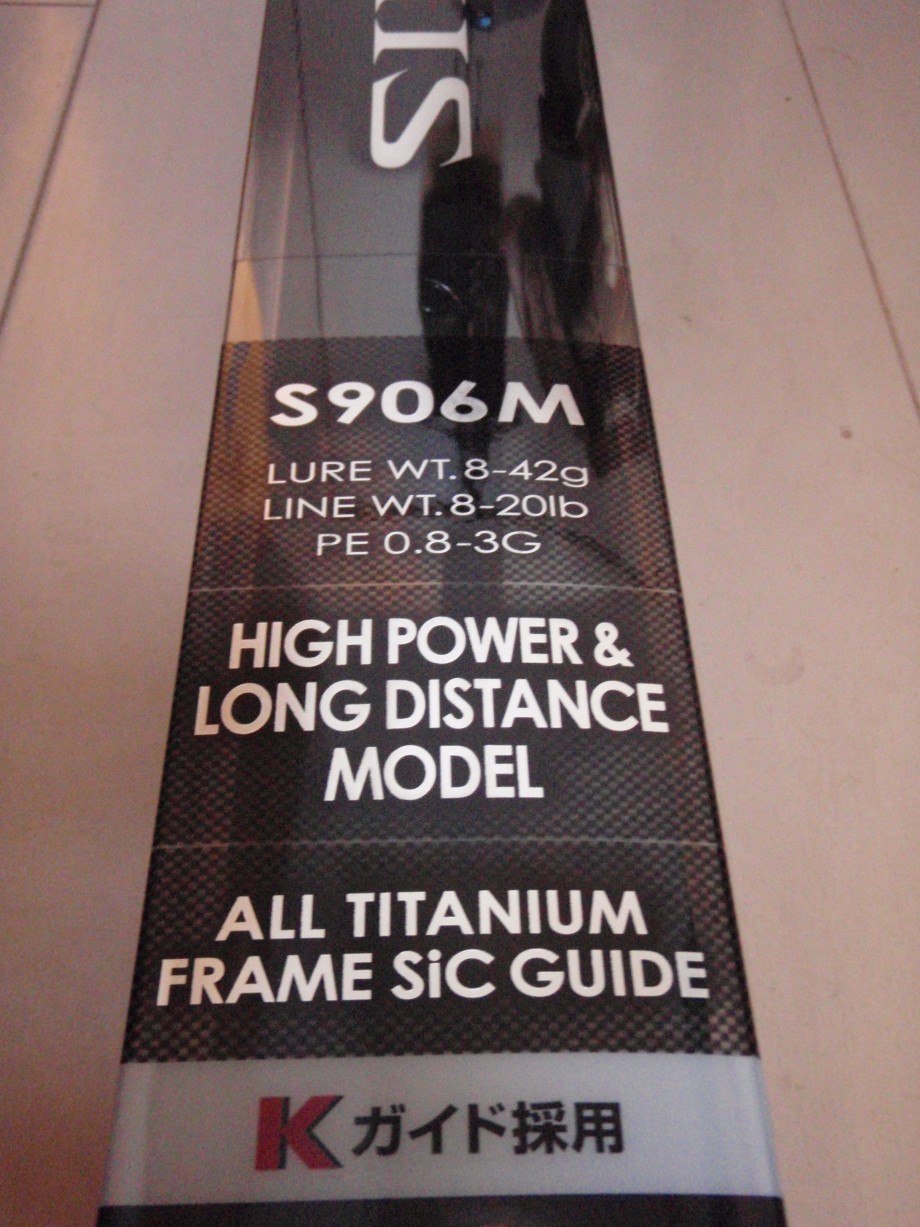 S906M
LURE WT. 8-42g
LINE WT. 8-20lb
PE 0.8-3G
HIGH POWER &
LONG DISTANCE
MODEL
ALL TITANIUM
FRAME SiC GUIDE
K ガイド採用